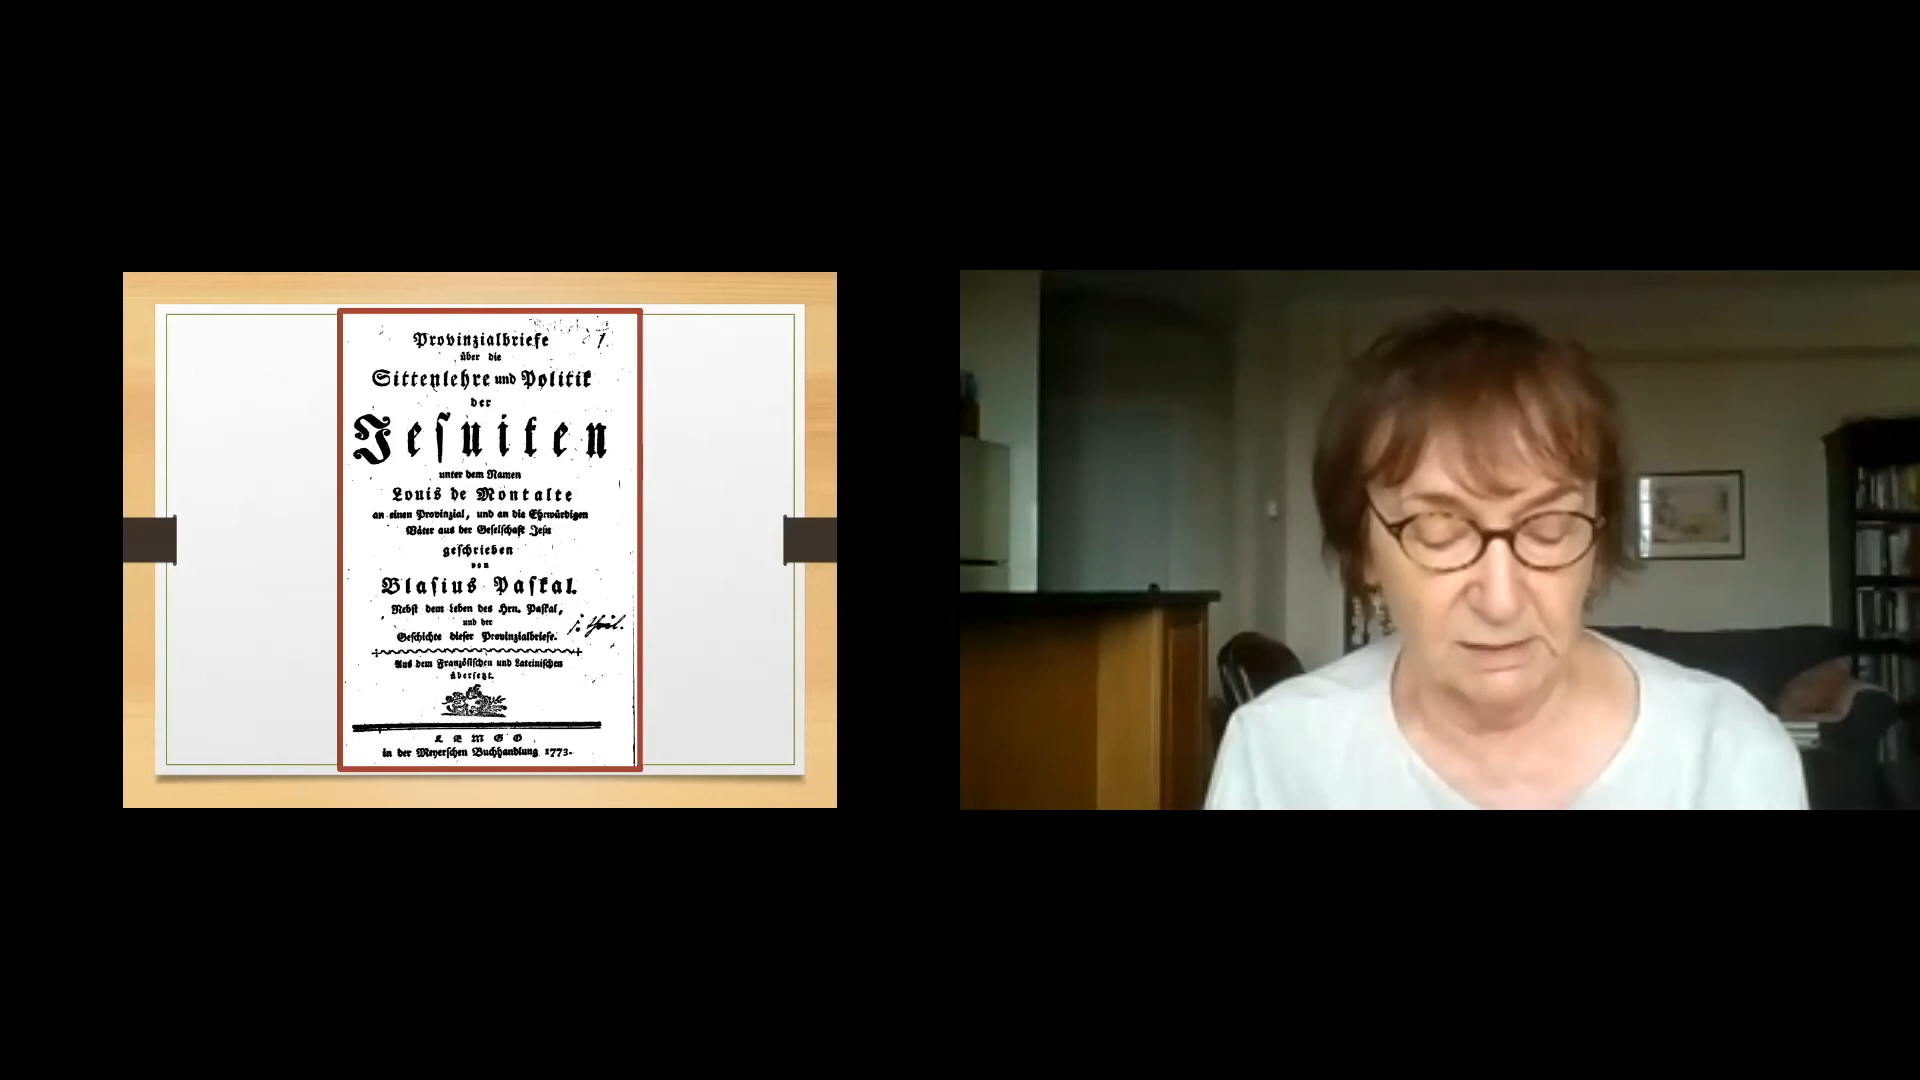 1.
Provinzialbriefe
über die
Sittenlehre und Politik
der
Jesuiten
unter dem Namen
Louis de Montalte
an einen Provinzial, und an die Ehrwürdigen
Väter aus der Gesellschaft Jesu
geschrieben
von
Blasius Paskal.
Nebst dem Leben des Hrn. Paskal,
und der
Geschichte dieser Provinzialbriefe.
Aus dem Französischen und Lateinischen
übersetzt.
LEMGO
in der Meyerschen Buchhandlung 1773.